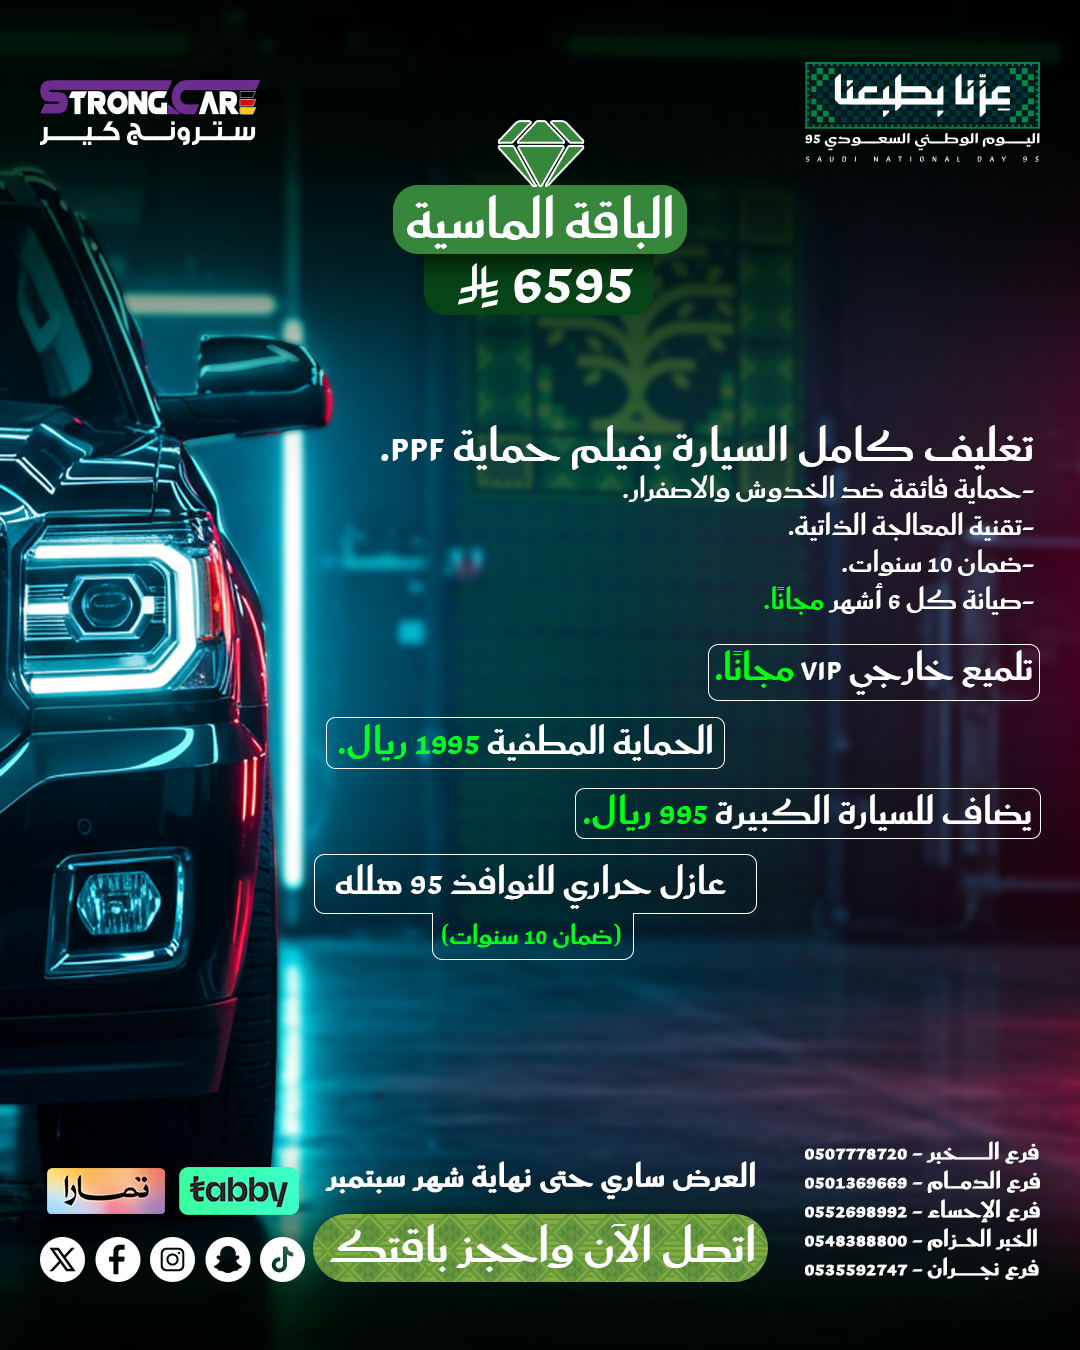 STRONG CARE
سترونج كير
عزّنا بطبعنا
اليوم الوطني السعودي 95
SAUDI NATIONAL DAY 95
الباقة الماسية
6595
تغليف كامل السيارة بفيلم حماية PPF.
-حماية فائقة ضد الخدوش والاصفرار.
-تقنية المعالجة الذاتية.
-ضمان 10 سنوات.
-صيانة كل 6 أشهر مجانًا.
تلميع خارجي VIP مجانًا.
الحماية المطفية 1995 ريال.
يضاف للسيارة الكبيرة 995 ريال.
عازل حراري للنوافذ 95 هلله
(ضمان 10 سنوات)
فرع الخبر - 0507778720
فرع الدمام - 0501369669
فرع الإحساء - 0552698992
الخبر الحزام - 0548388800
فرع نجران - 0535592747
العرض ساري حتى نهاية شهر سبتمبر
اتصل الآن واحجز باقتك
tabby
تمارا